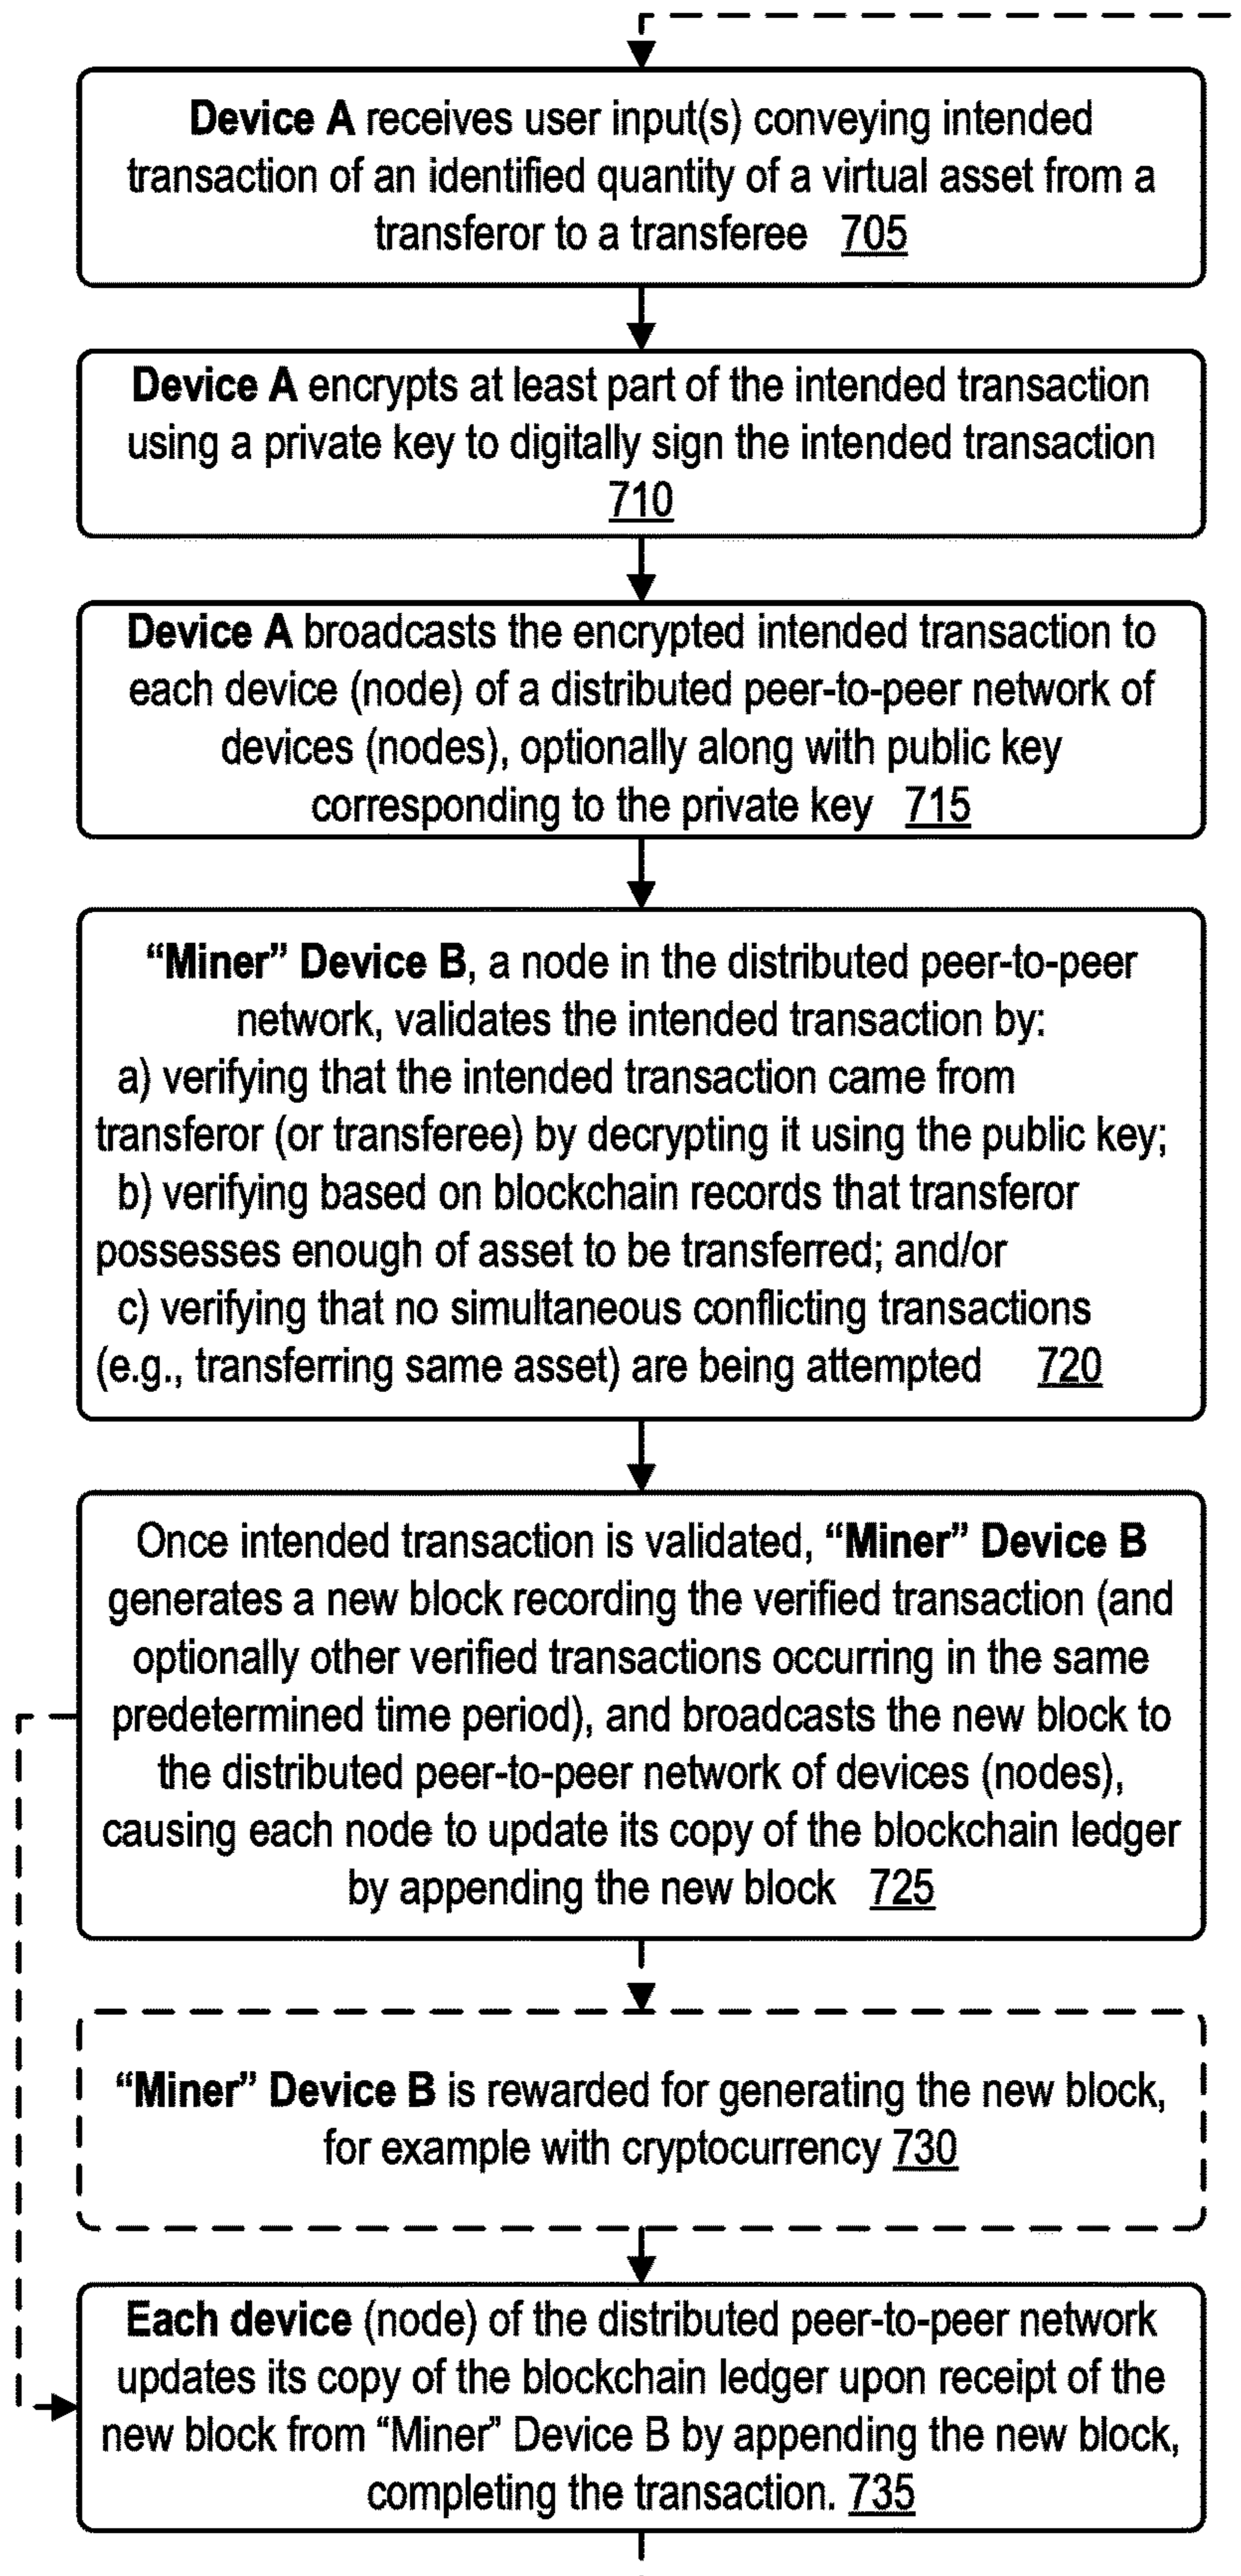 Device A receives user input(s) conveying intended
transaction of an identified quantity of a virtual asset from a
transferor to a transferee 705
Device A encrypts at least part of the intended transaction
using a private key to digitally sign the intended transaction
710
Device A broadcasts the encrypted intended transaction to
each device (node) of a distributed peer-to-peer network of
devices (nodes), optionally along with public key
corresponding to the private key 715
“Miner” Device B, a node in the distributed peer-to-peer
network, validates the intended transaction by:
a) verifying that the intended transaction came from
transferor (or transferee) by decrypting it using the public key;
b) verifying based on blockchain records that transferor
possesses enough of asset to be transferred; and/or
c) verifying that no simultaneous conflicting transactions
(e.g., transferring same asset) are being attempted 720
Once intended transaction is validated, “Miner” Device B
generates a new block recording the verified transaction (and
optionally other verified transactions occurring in the same
predetermined time period), and broadcasts the new block to
the distributed peer-to-peer network of devices (nodes),
causing each node to update its copy of the blockchain ledger
by appending the new block 725
“Miner” Device B is rewarded for generating the new block,
for example with cryptocurrency 730
Each device (node) of the distributed peer-to-peer network
updates its copy of the blockchain ledger upon receipt of the
new block from “Miner” Device B by appending the new block,
completing the transaction. 735